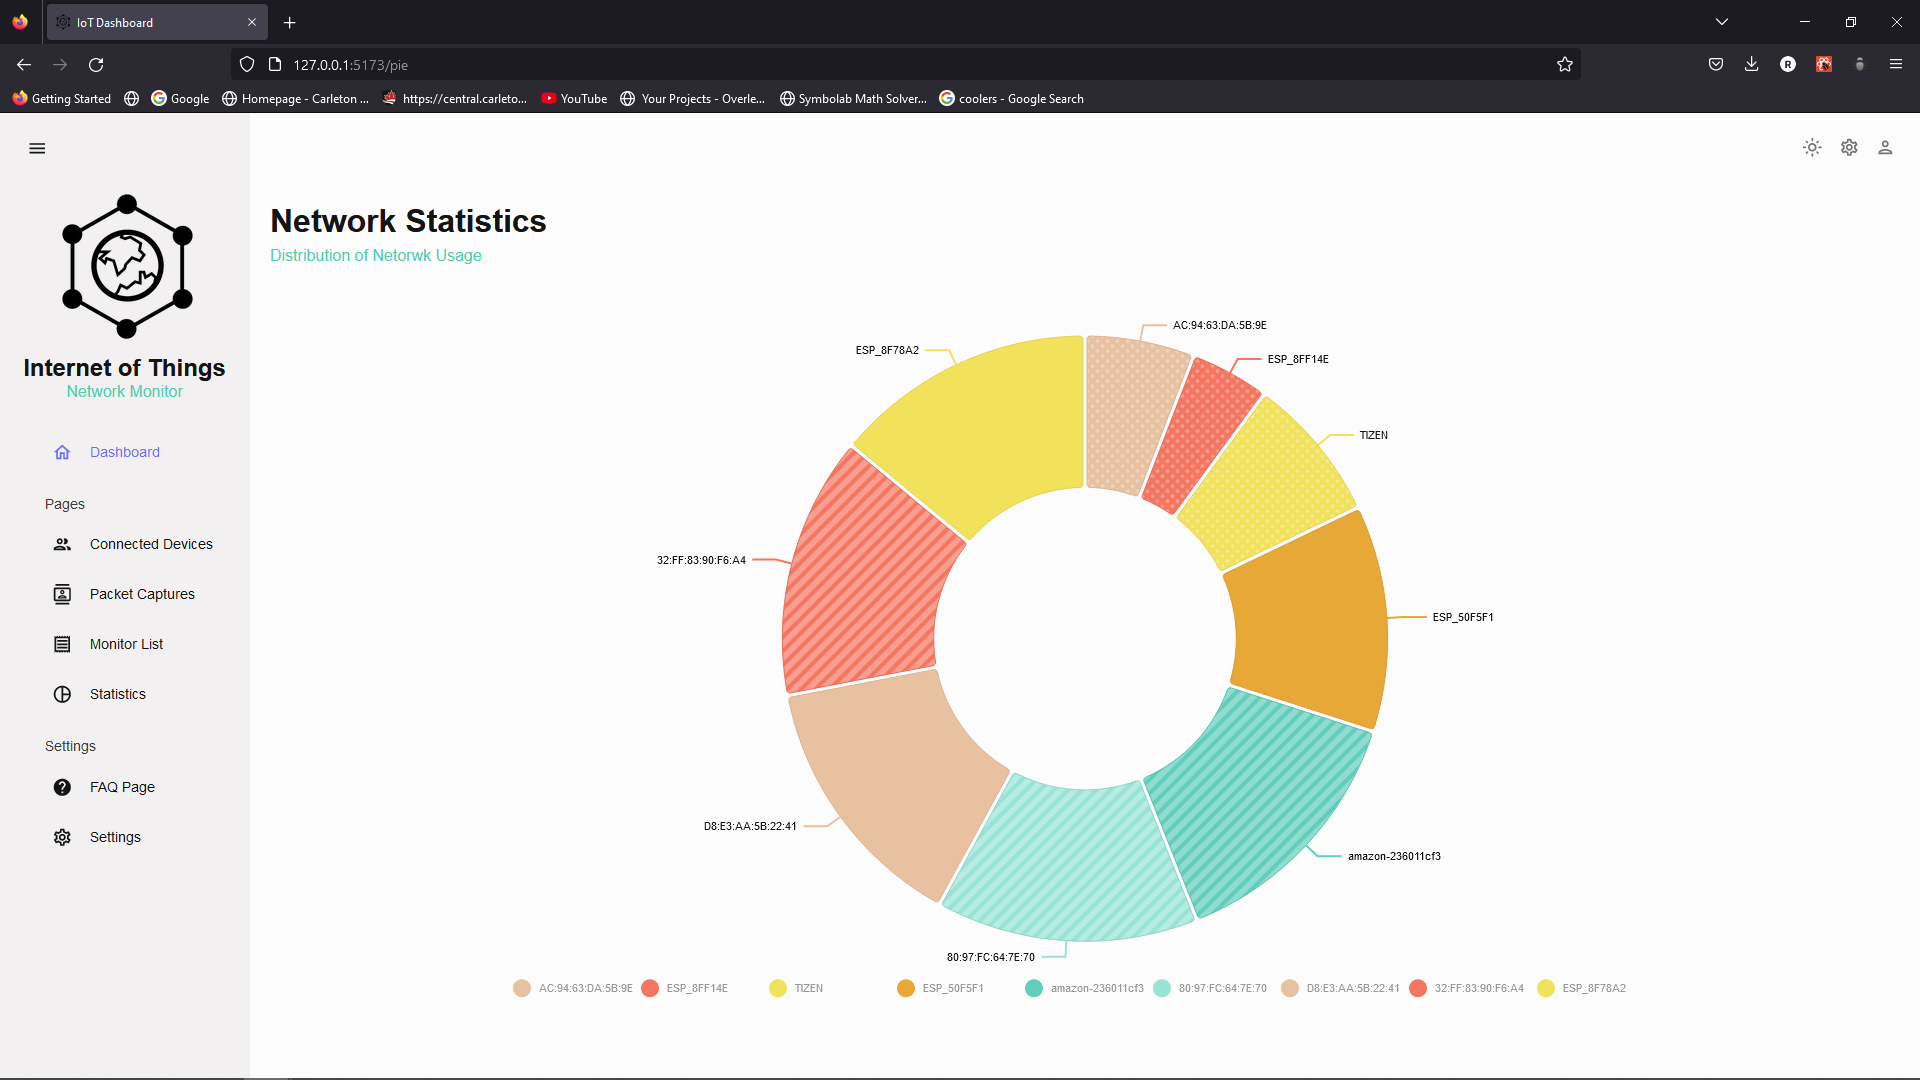 IoT Dashboard
127.0.0.1:5173/pie
R
Getting Started
Google
Homepage - Carleton ...
https://central.carleto...
YouTube
Your Projects - Overle...
Symbolab Math Solver...
coolers - Google Search
Internet of Things
Network Monitor
Dashboard
Pages
Connected Devices
Packet Captures
Monitor List
Statistics
Settings
FAQ Page
Settings
Network Statistics
Distribution of Netorwk Usage
AC:94:63:DA:5B:9E
ESP_8F78A2
ESP_8FF14E
TIZEN
32:FF:83:90:F6:A4
ESP_50F5F1
D8:E3:AA:5B:22:41
amazon-236011cf3
80:97:FC:64:7E:70
AC:94:63:DA:5B:9E ESP_8FF14E TIZEN ESP_50F5F1 amazon-236011cf3 80:97:FC:64:7E:70 D8:E3:AA:5B:22:41 32:FF:83:90:F6:A4 ESP_8F78A2